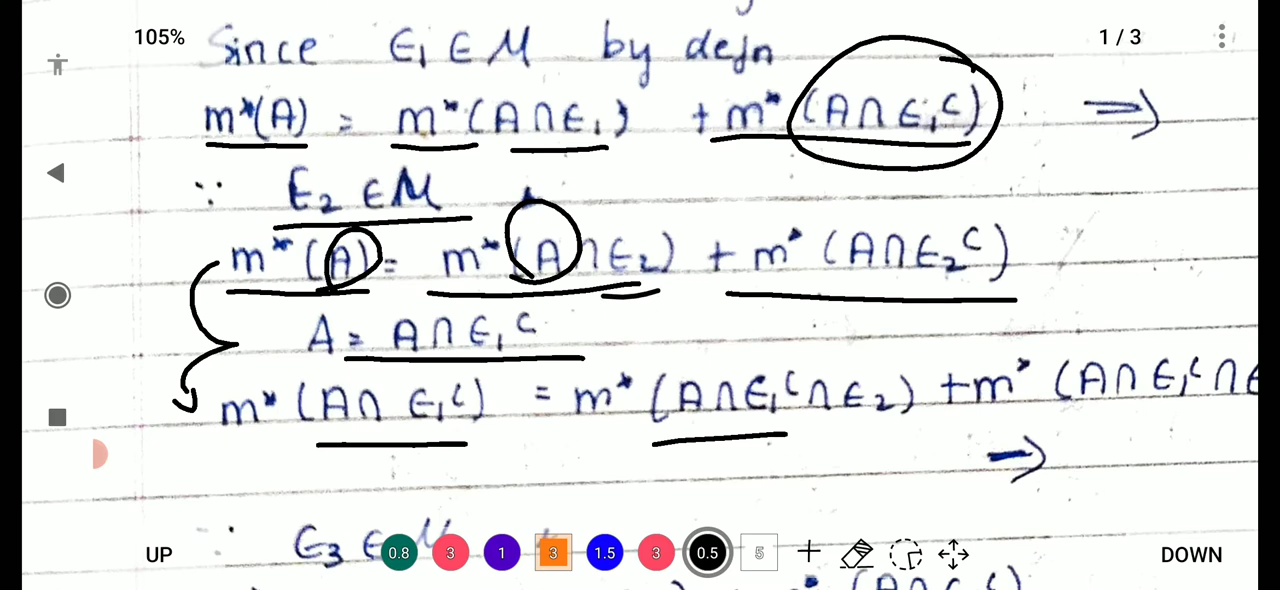 105%
1 / 3
Since E₁ ∈ M by defn
m*(A) = m*(A∩E₁) + m*(A∩E₁ᶜ) ⇒
∵ E₂ ∈ M
m*(A) = m*(A∩E₂) + m*(A∩E₂ᶜ)
A = A∩E₁ᶜ
m*(A∩E₁ᶜ) = m*(A∩E₁ᶜ∩E₂) + m*(A∩E₁ᶜ∩E
→
∵ E₃ ∈ M
UP
0.8 3 1 3 1.5 3 0.5 5
DOWN